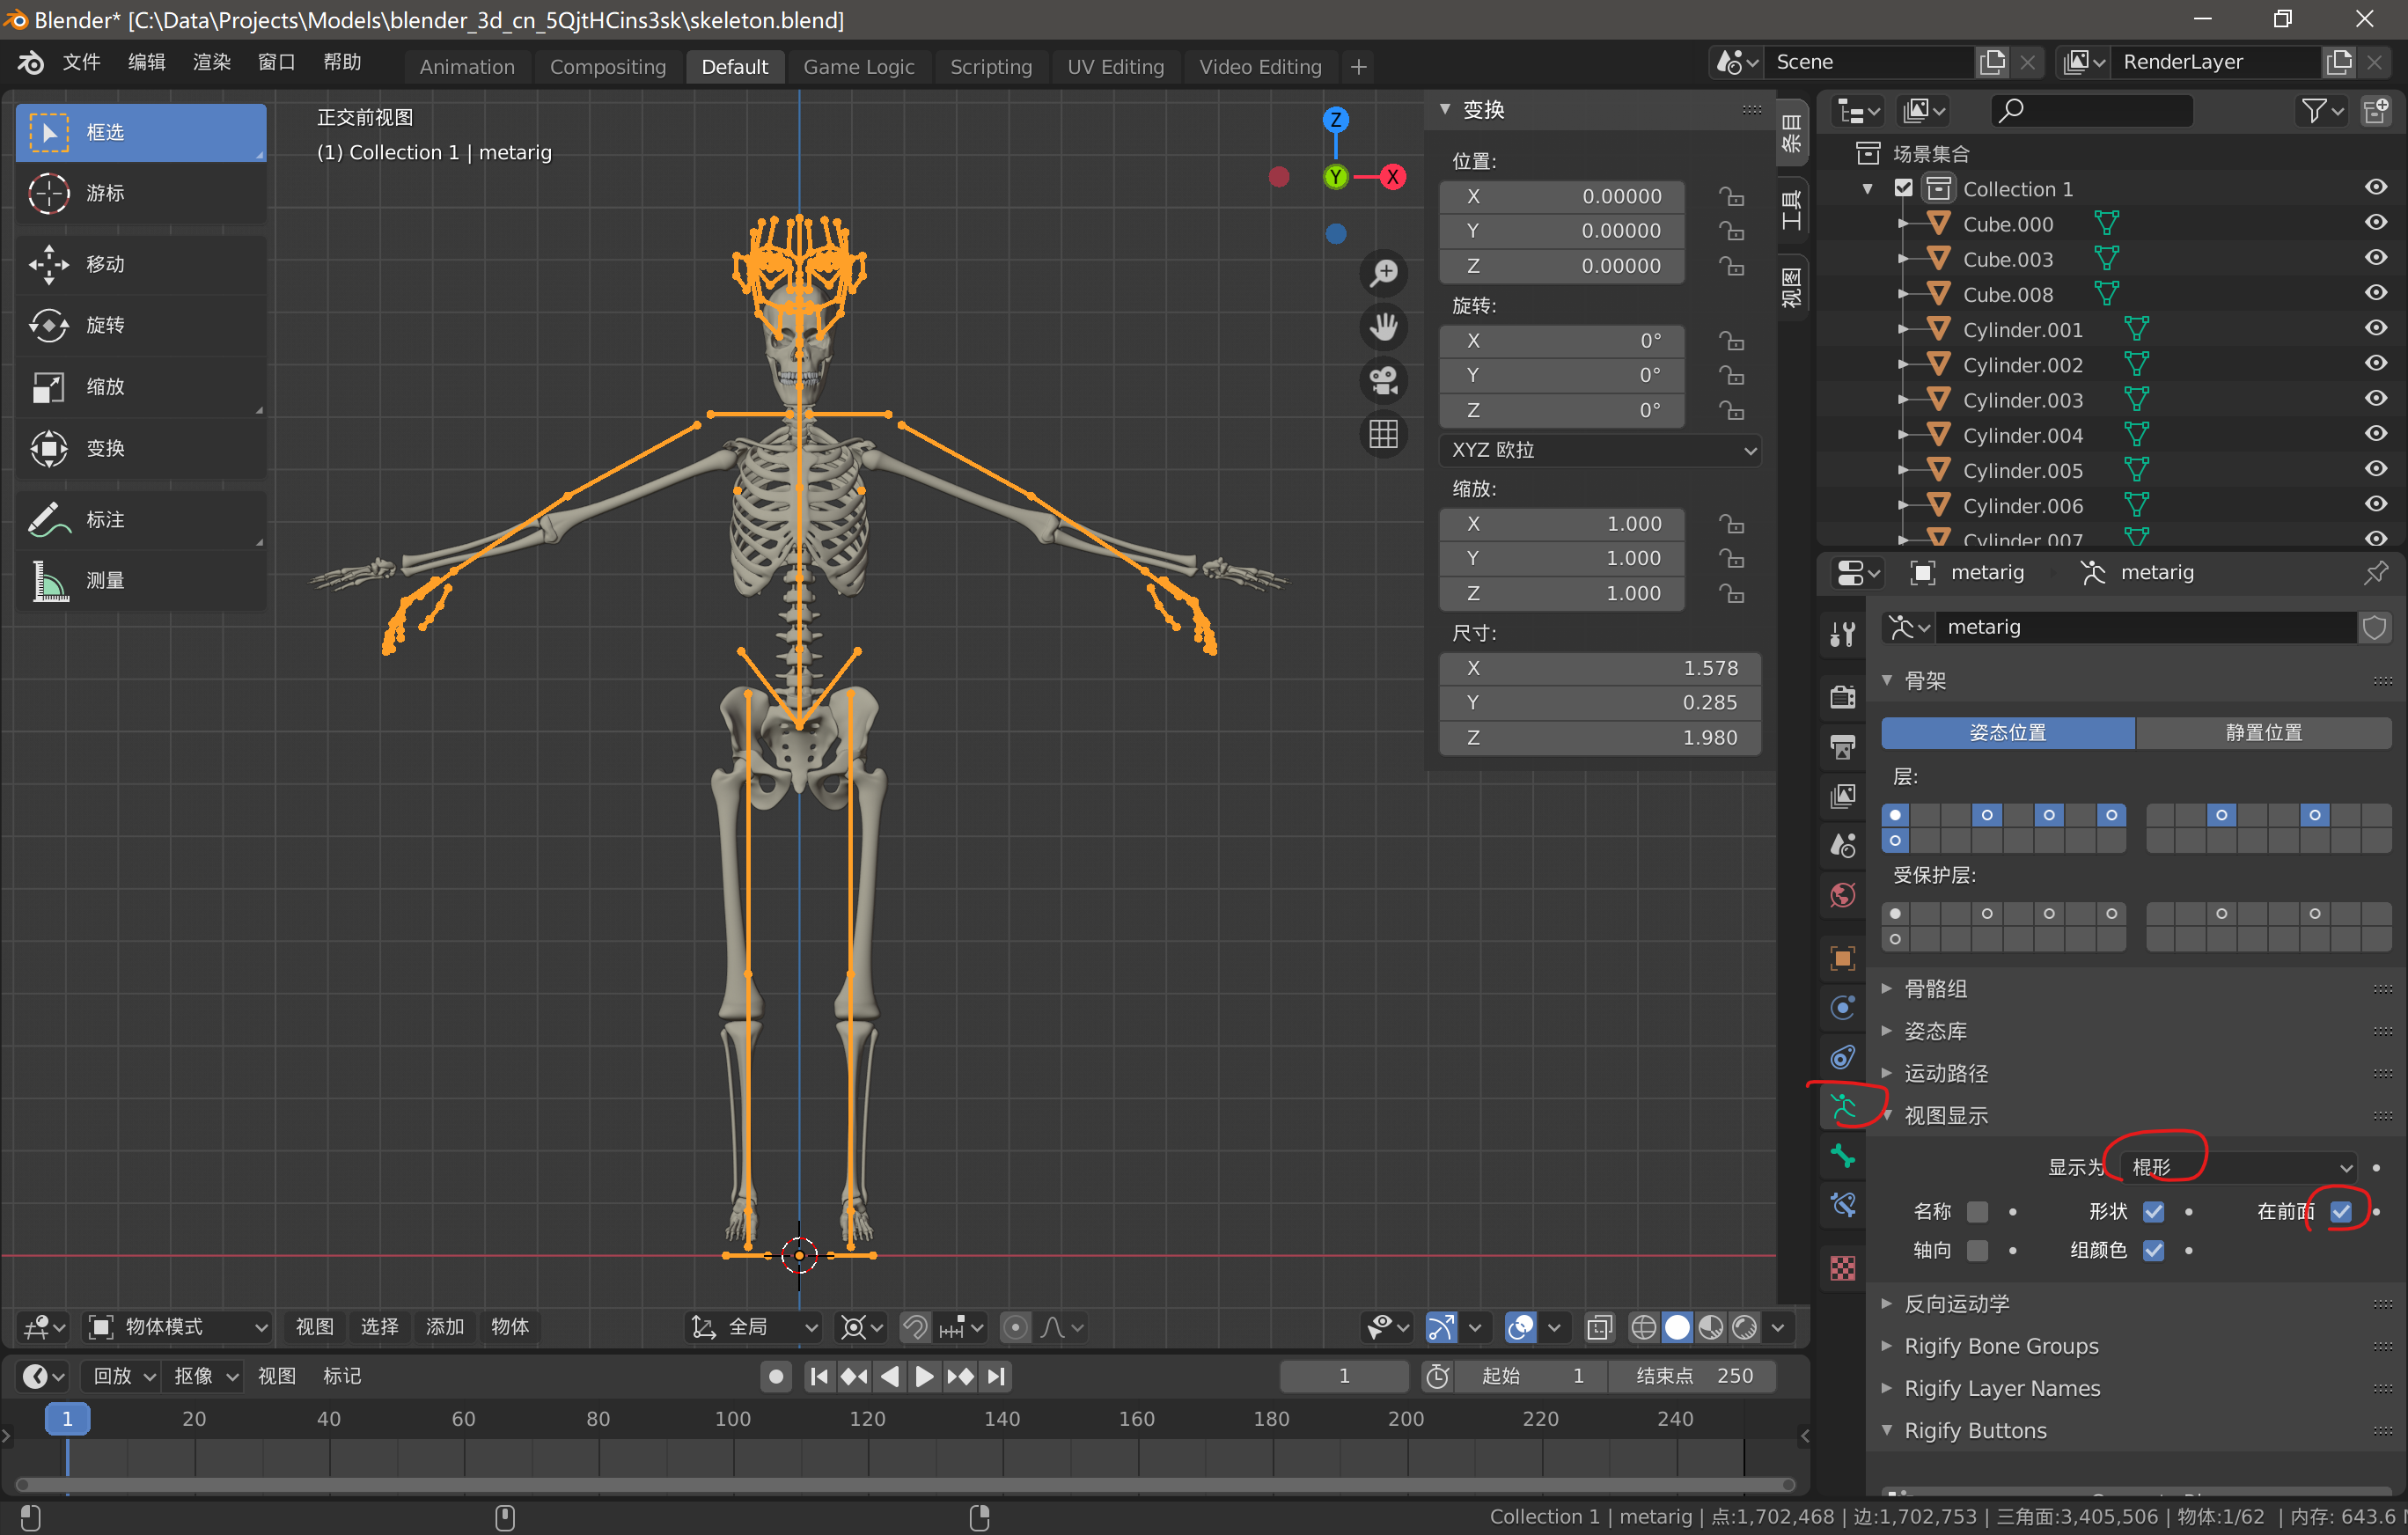 Blender* [C:\Data\Projects\Models\blender_3d_cn_5QjtHCins3sk\skeleton.blend]
文件 编辑 渲染 窗口 帮助 Animation Compositing Default Game Logic Scripting UV Editing Video Editing + Scene RenderLayer
框选
游标
移动
旋转
缩放
变换
标注
测量
正交前视图
(1) Collection 1 | metarig
Z
Y
X
变换
位置:
X 0.00000
Y 0.00000
Z 0.00000
旋转:
X 0°
Y 0°
Z 0°
XYZ 欧拉
缩放:
X 1.000
Y 1.000
Z 1.000
尺寸:
X 1.578
Y 0.285
Z 1.980
条目
工具
视图
场景集合
Collection 1
Cube.000
Cube.003
Cube.008
Cylinder.001
Cylinder.002
Cylinder.003
Cylinder.004
Cylinder.005
Cylinder.006
Cylinder.007
metarig metarig
metarig
骨架
姿态位置 静置位置
层:
受保护层:
骨骼组
姿态库
运动路径
视图显示
显示为 棍形
名称 形状 在前面
轴向 组颜色
反向运动学
Rigify Bone Groups
Rigify Layer Names
Rigify Buttons
物体模式 视图 选择 添加 物体 全局
回放 抠像 视图 标记 1 起始 1 结束点 250
1 20 40 60 80 100 120 140 160 180 200 220 240
Collection 1 | metarig | 点:1,702,468 | 边:1,702,753 | 三角面:3,405,506 | 物体:1/62 | 内存: 643.6